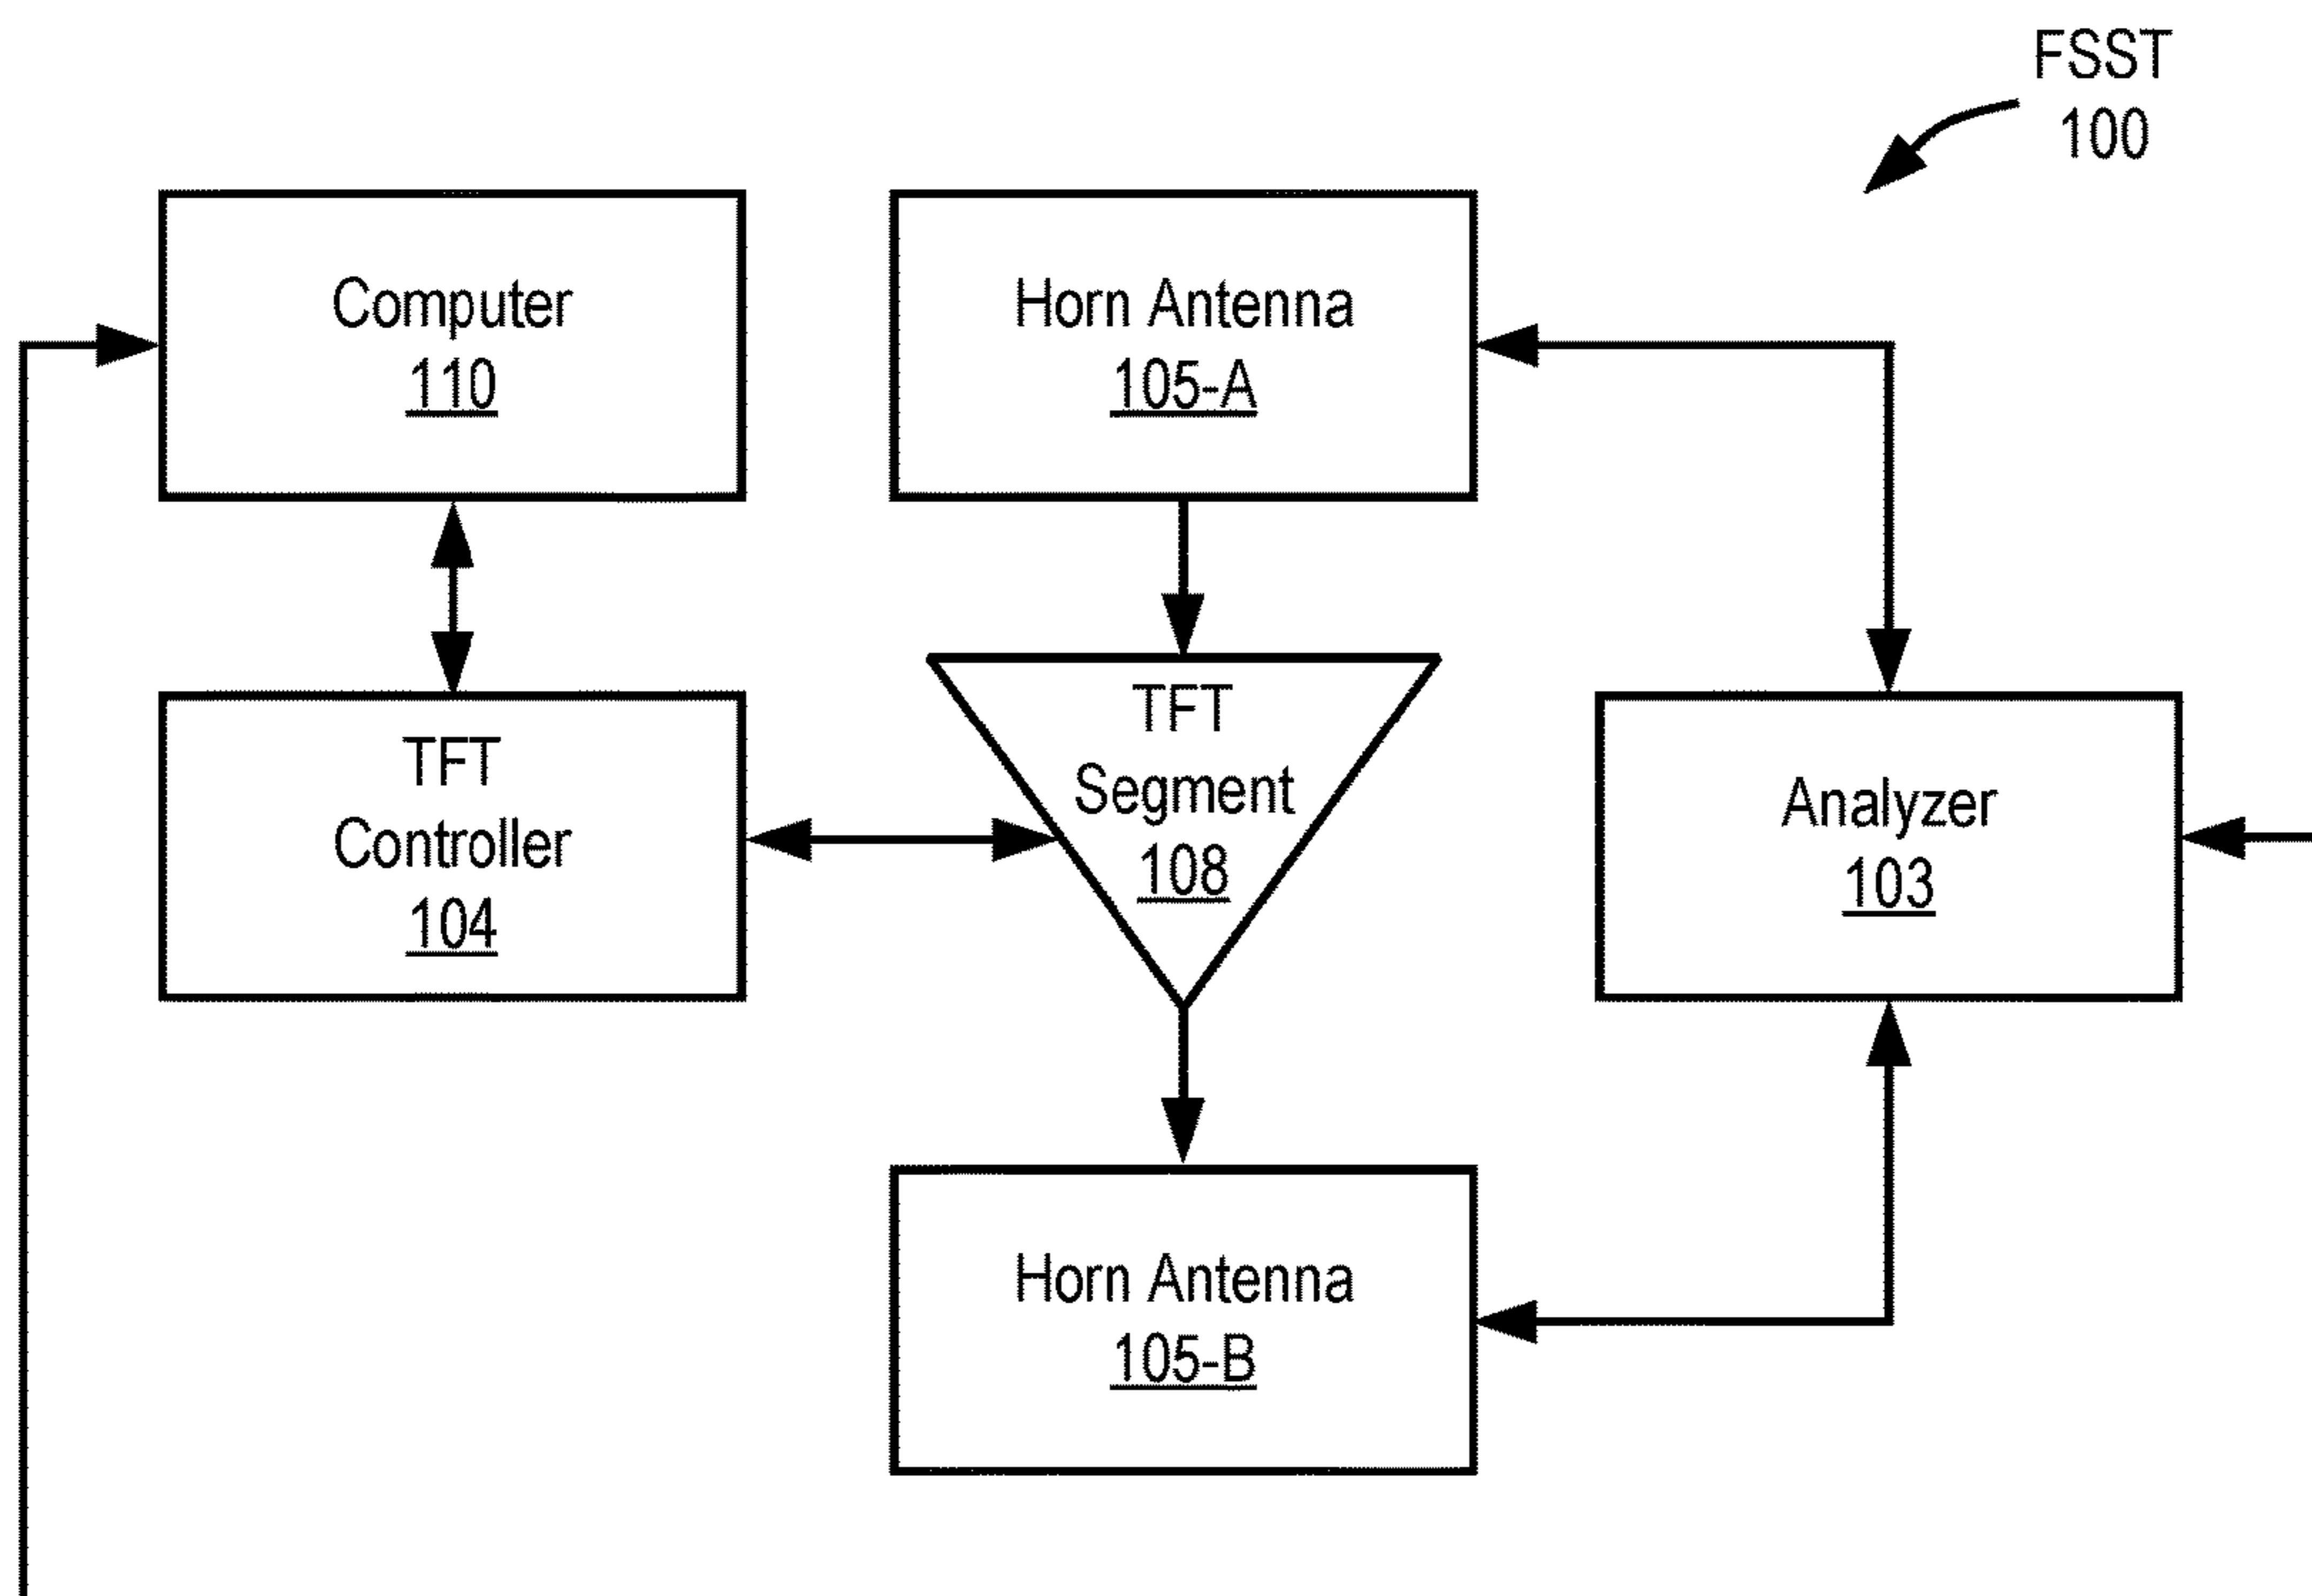 FSST
100
Computer
110
Horn Antenna
105-A
TFT
Controller
104
TFT
Segment
108
Analyzer
103
Horn Antenna
105-B